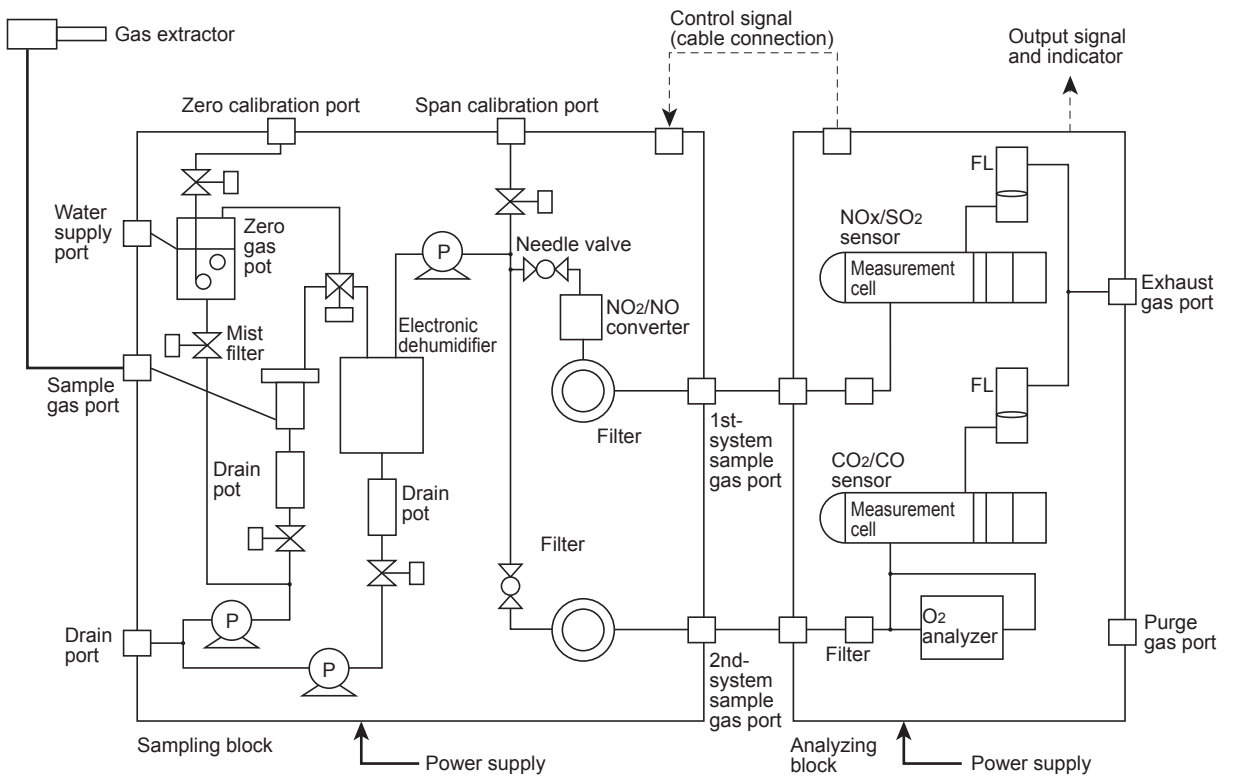 Gas extractor
Control signal
(cable connection)
Output signal
and indicator
Zero calibration port
Span calibration port
FL
Water
supply
port
Zero
gas
pot
NOx/SO2
sensor
Needle valve
Measurement
cell
Exhaust
gas port
P
NO2/NO
converter
Electronic
dehumidifier
Mist
filter
Sample
gas port
FL
Filter
1st-
system
sample
gas port
CO2/CO
sensor
Drain
pot
Drain
pot
Measurement
cell
Filter
O2
analyzer
Purge
gas port
Drain
port
P
P
Filter
2nd-
system
sample
gas port
Sampling block
Power supply
Analyzing
block
Power supply